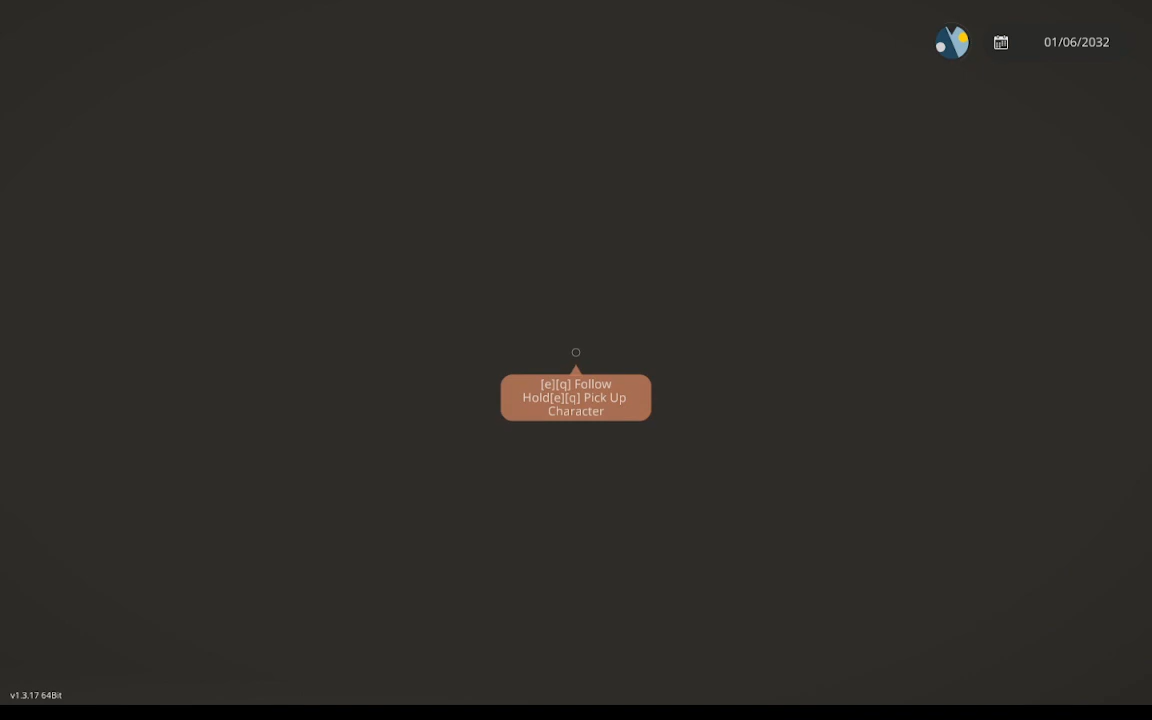 01/06/2032
[e][q] Follow
Hold[e][q] Pick Up
Character
v1.3.17 64Bit